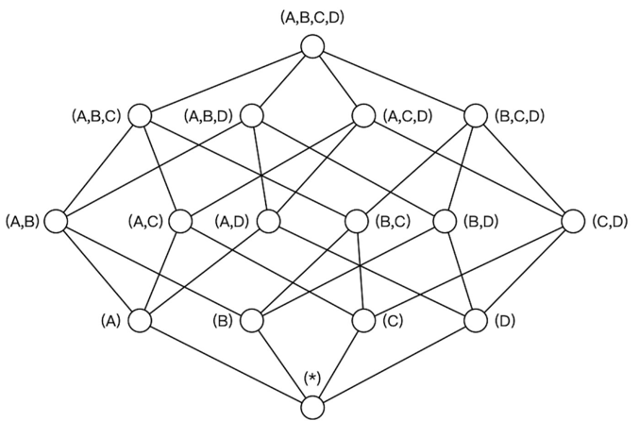 (A,B,C,D)
(A,B,C) (A,B,D) (A,C,D) (B,C,D)
(A,B) (A,C) (A,D) (B,C) (B,D) (C,D)
(A) (B) (C) (D)
(*)